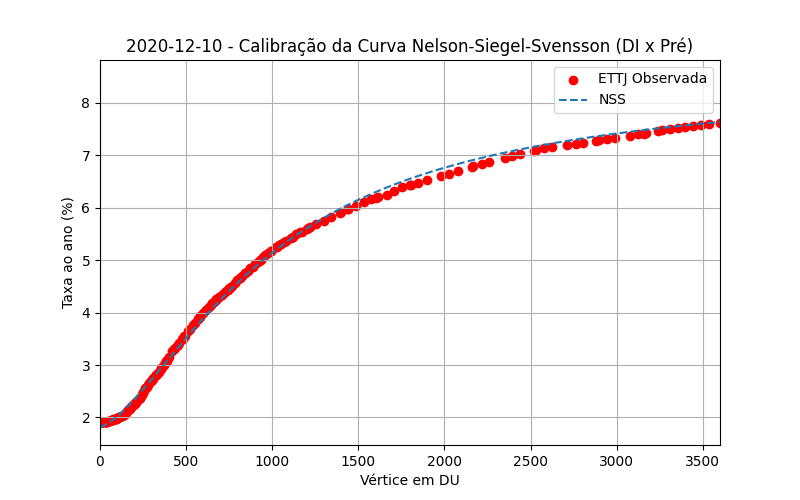 2020-12-10 - Calibração da Curva Nelson-Siegel-Svensson (DI x Pré)
ETTJ Observada
NSS
Taxa ao ano (%)
8
7
6
5
4
3
2
0 500 1000 1500 2000 2500 3000 3500
Vértice em DU